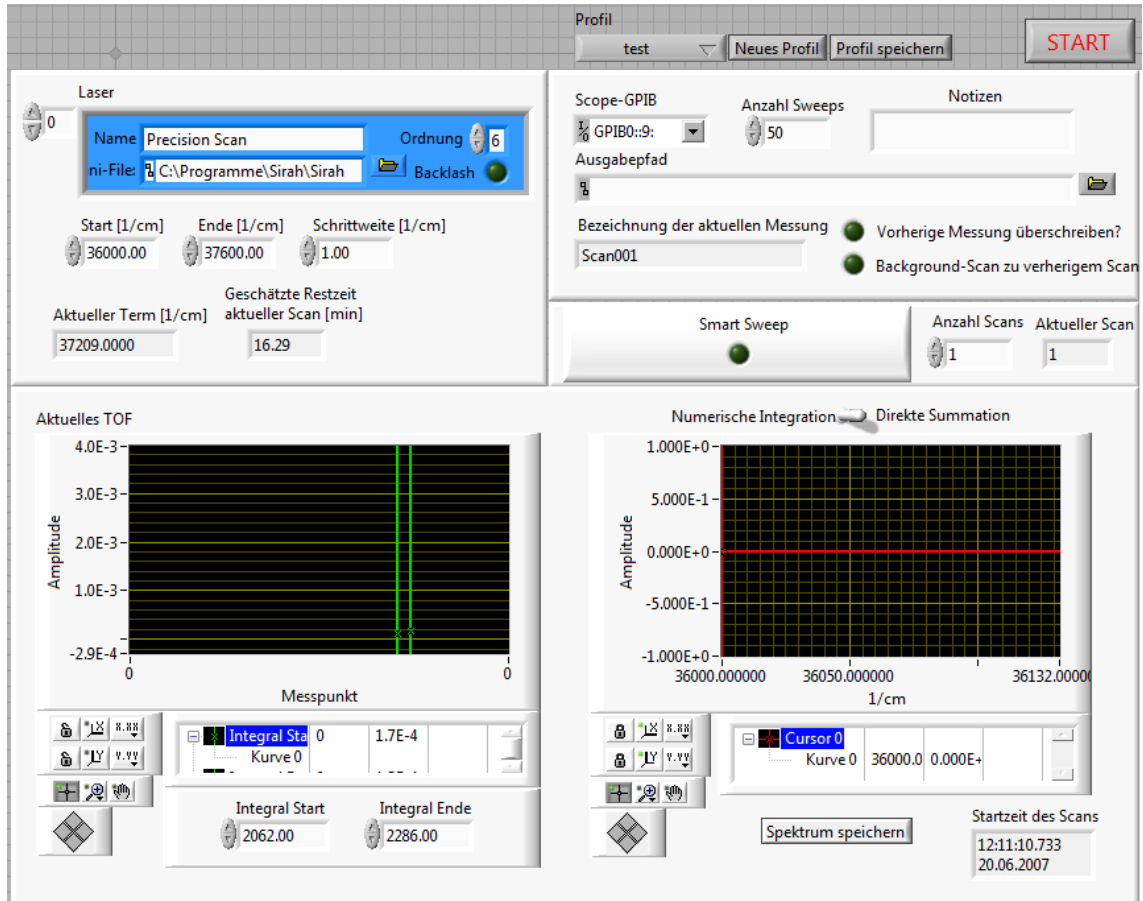 Profil
test
Neues Profil
Profil speichern
START
Laser
0
Name
Precision Scan
Ordnung
6
ni-File:
C:\Programme\Sirah\Sirah
Backlash
Start [1/cm]
Ende [1/cm]
Schrittweite [1/cm]
36000.00
37600.00
1.00
Aktueller Term [1/cm]
Geschätzte Restzeit
aktueller Scan [min]
37209.0000
16.29
Scope-GPIB
Anzahl Sweeps
Notizen
GPIB0::9:
50
Ausgabepfad
Bezeichnung der aktuellen Messung
Scan001
Vorherige Messung überschreiben?
Background-Scan zu verherigem Scan
Smart Sweep
Anzahl Scans
Aktueller Scan
1
1
Aktuelles TOF
4.0E-3
3.0E-3
2.0E-3
1.0E-3
-2.9E-4
Amplitude
0
0
Messpunkt
Integral Sta
0
1.7E-4
Kurve 0
Integral Start
Integral Ende
2062.00
2286.00
Numerische Integration
Direkte Summation
1.000E+0
5.000E-1
0.000E+0
-5.000E-1
-1.000E+0
Amplitude
36000.000000
36050.000000
36132.0000
1/cm
X.XX
Y.YY
X.XX
Y.YY
Cursor 0
Kurve 0
36000.0
0.000E+
Spektrum speichern
Startzeit des Scans
12:11:10.733
20.06.2007